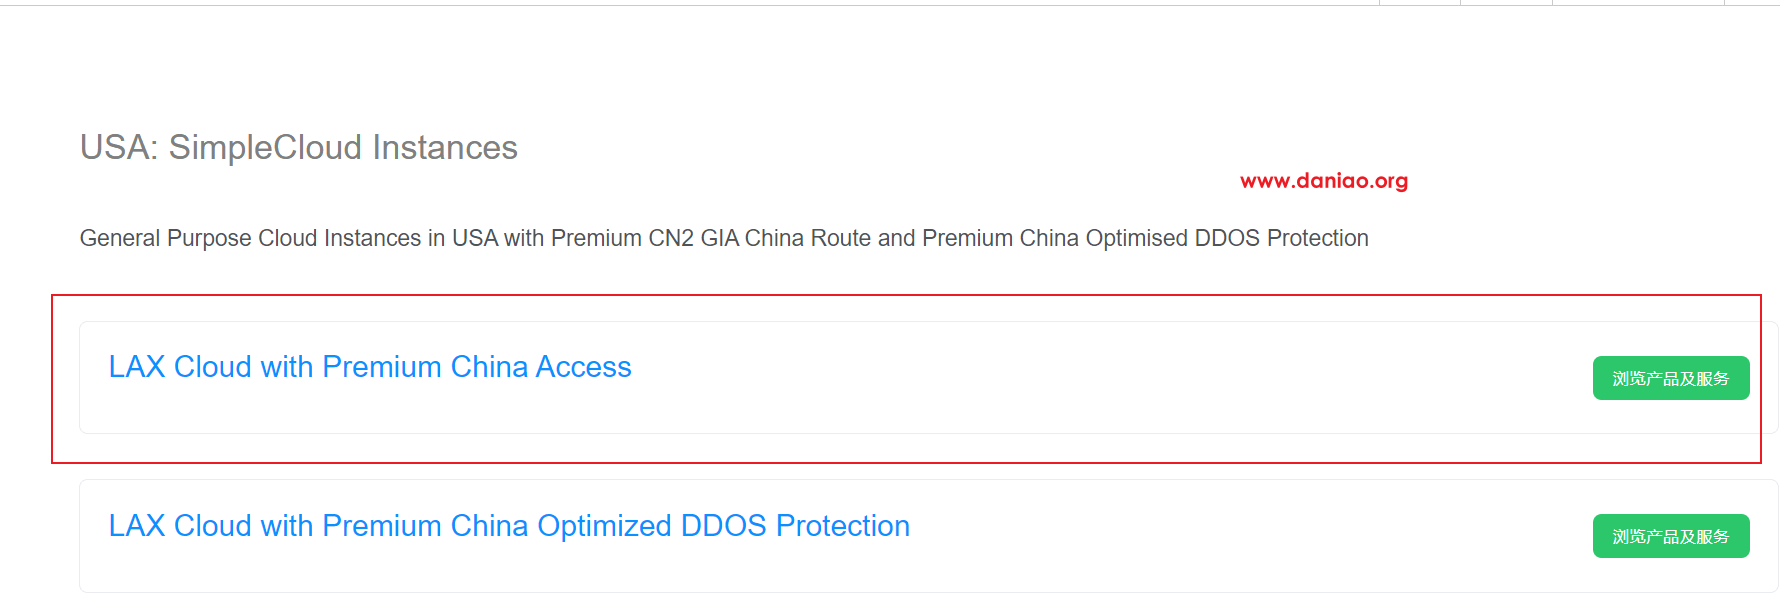 USA: SimpleCloud Instances
www.daniao.org
General Purpose Cloud Instances in USA with Premium CN2 GIA China Route and Premium China Optimised DDOS Protection
LAX Cloud with Premium China Access
浏览产品及服务
LAX Cloud with Premium China Optimized DDOS Protection
浏览产品及服务